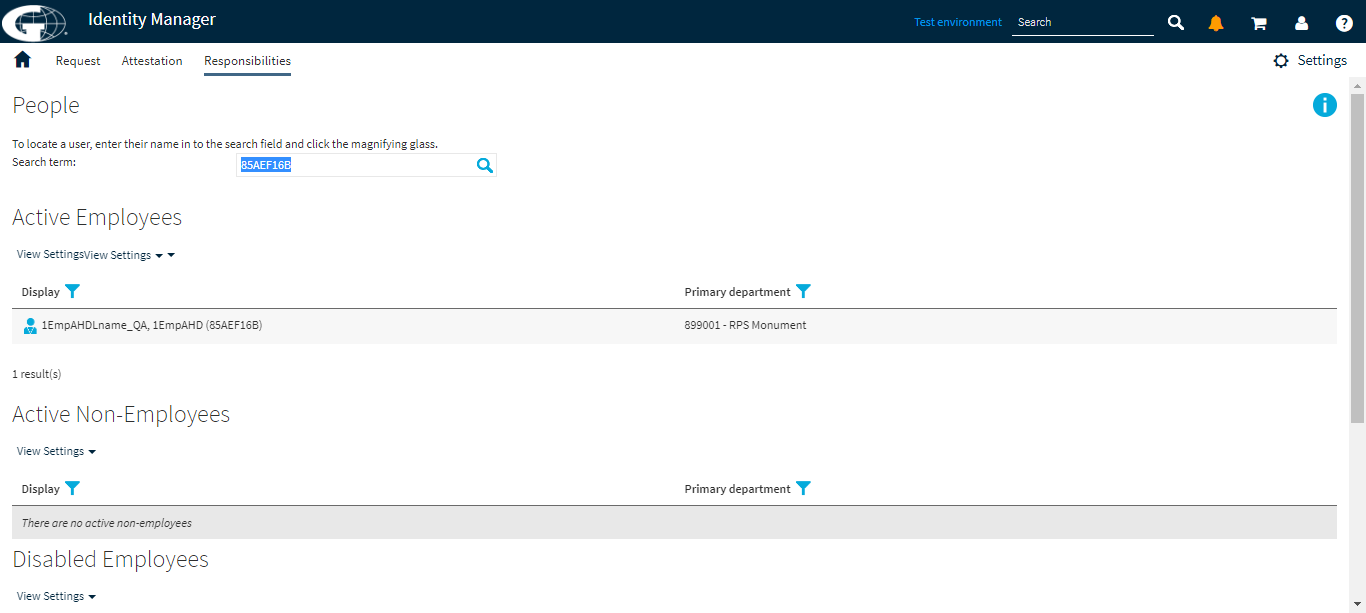 Identity Manager
Test environment
Search
Request
Attestation
Responsibilities
Settings
People
To locate a user, enter their name in to the search field and click the magnifying glass.
Search term:
85AEF16B
Active Employees
View SettingsView Settings
Display
Primary department
1EmpAHDLname_QA, 1EmpAHD (85AEF16B)
899001 - RPS Monument
1 result(s)
Active Non-Employees
View Settings
Display
Primary department
There are no active non-employees
Disabled Employees
View Settings